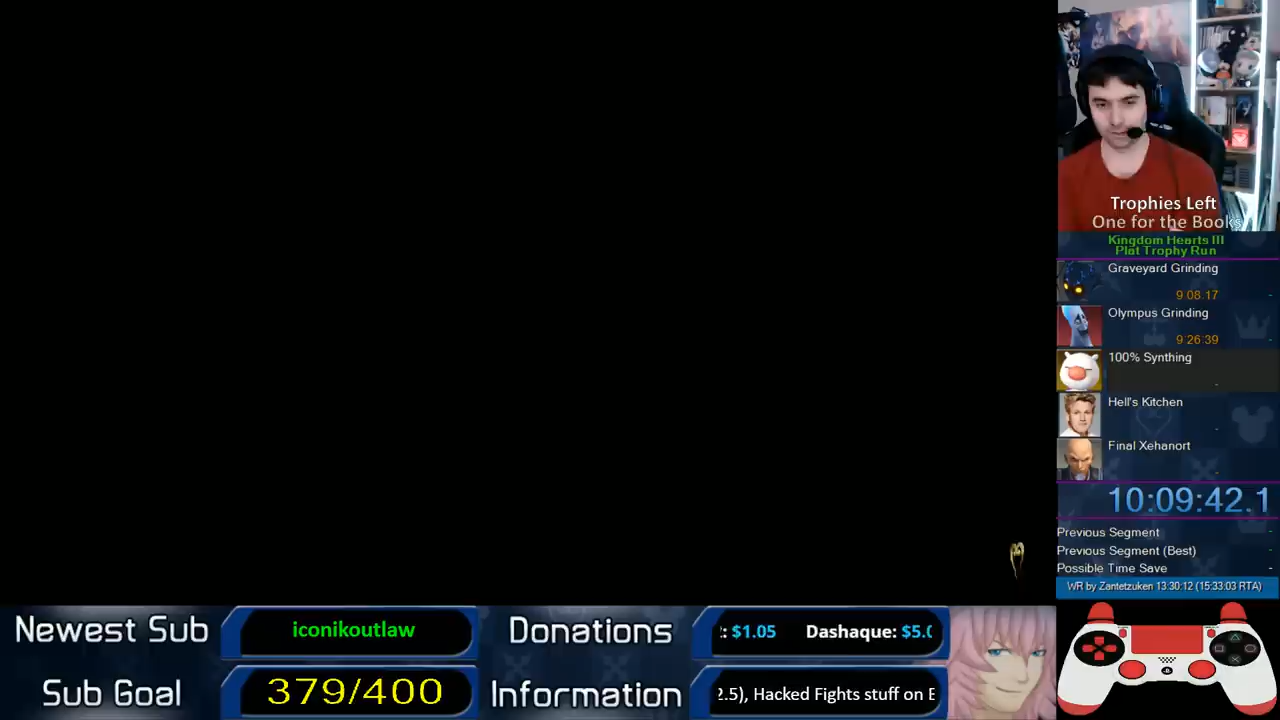 Trophies Left
One for the Books
Kingdom Hearts III
Plat Trophy Run
Graveyard Grinding
9:08:17 -
Olympus Grinding
9:26:39 -
100% Synthing
-
Hell's Kitchen
-
Final Xehanort
-
10:09:42.1
Previous Segment -
Previous Segment (Best) -
Possible Time Save -
WR by Zantetzuken 13:30:12 (15:33:03 RTA)
Newest Sub
iconikoutlaw
Donations
: $1.05 Dashaque: $5.0
Sub Goal
379/400
Information
2.5), Hacked Fights stuff on